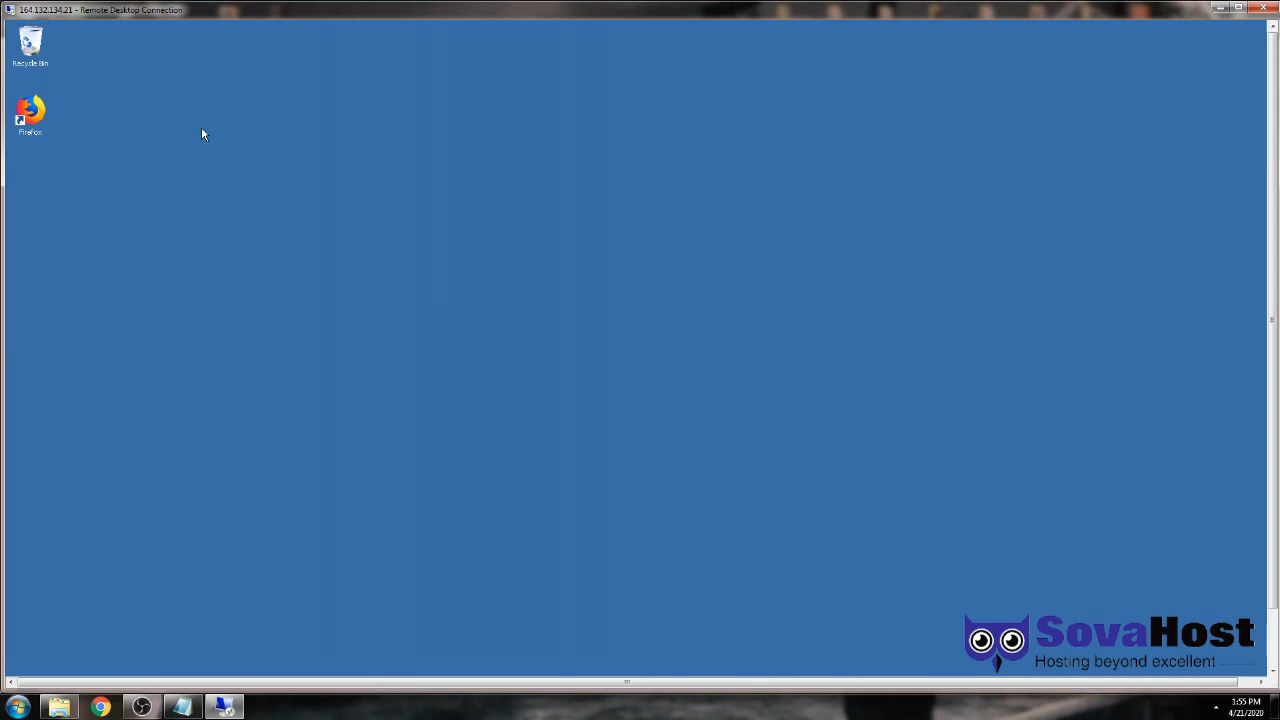 164.132.134.21 - Remote Desktop Connection
Recycle Bin
Firefox
SovaHost
Hosting beyond excellent
1:55 PM
4/21/2020